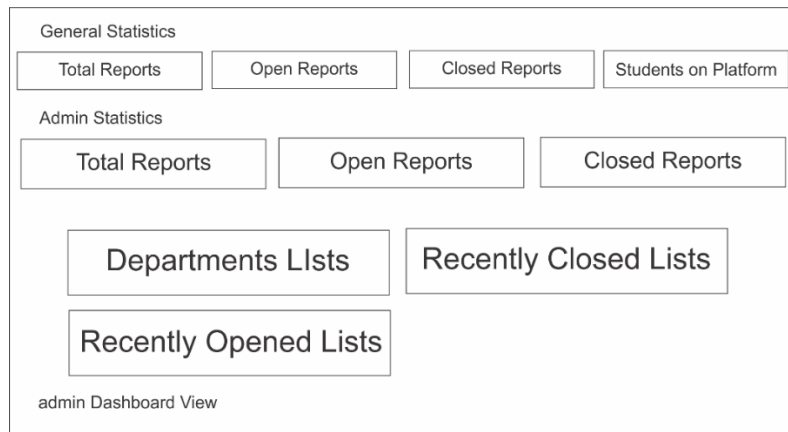 General Statistics
Total Reports
Open Reports
Closed Reports
Students on Platform
Admin Statistics
Total Reports
Open Reports
Closed Reports
Departments LIsts
Recently Closed Lists
Recently Opened Lists
admin Dashboard View